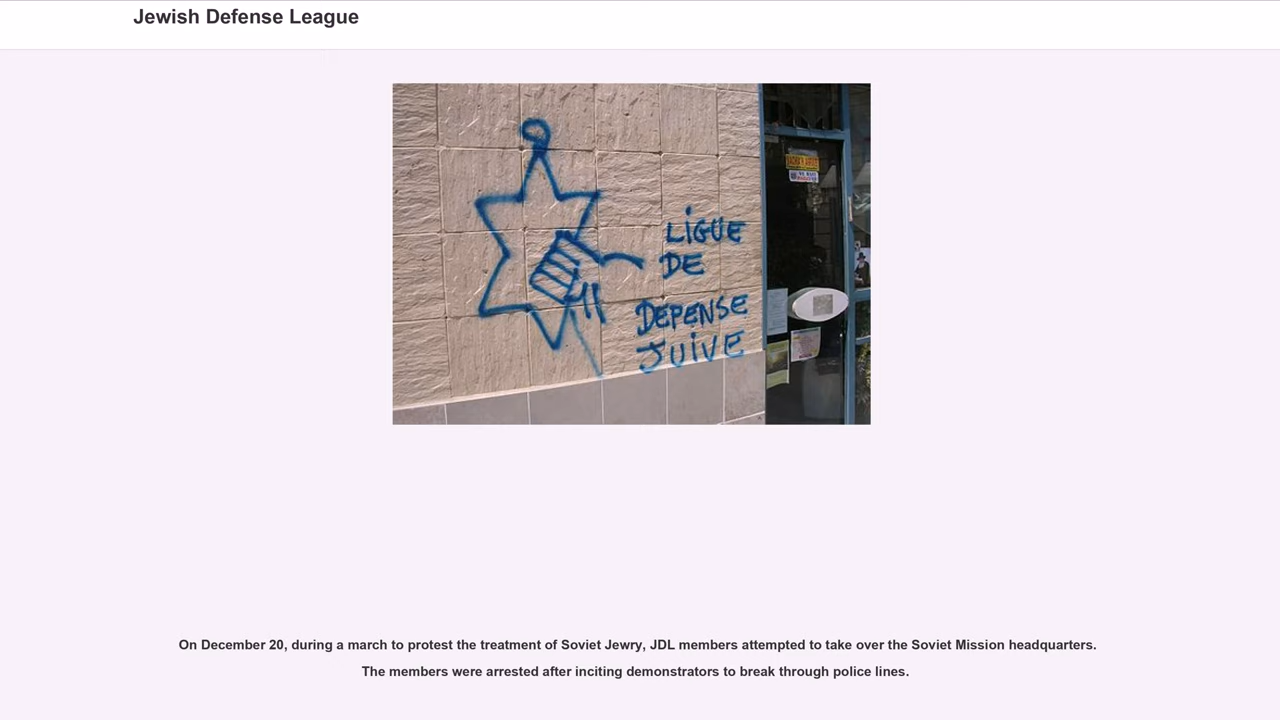 Jewish Defense League
LiGUE
DE
DEPENSE
JUiVE
On December 20, during a march to protest the treatment of Soviet Jewry, JDL members attempted to take over the Soviet Mission headquarters.
The members were arrested after inciting demonstrators to break through police lines.